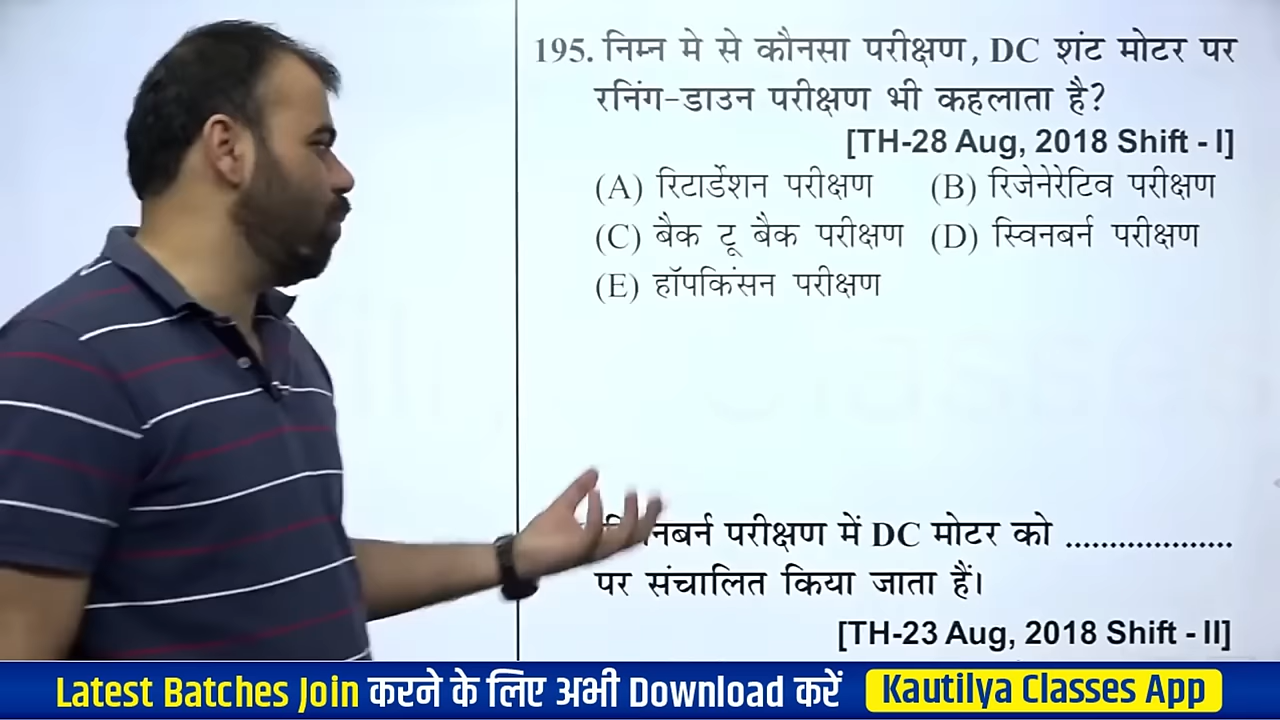 195. निम्न मे से कौनसा परीक्षण, DC शंट मोटर पर
रनिंग-डाउन परीक्षण भी कहलाता है?
[TH-28 Aug, 2018 Shift - I]
(A) रिटार्डेशन परीक्षण (B) रिजेनेरेटिव परीक्षण
(C) बैक टू बैक परीक्षण (D) स्विनबर्न परीक्षण
(E) हॉपकिंसन परीक्षण
परीक्षण में DC मोटर को ...................
पर संचालित किया जाता हैं।
[TH-23 Aug, 2018 Shift - II]
Latest Batches Join करने के लिए अभी Download करें Kautilya Classes App